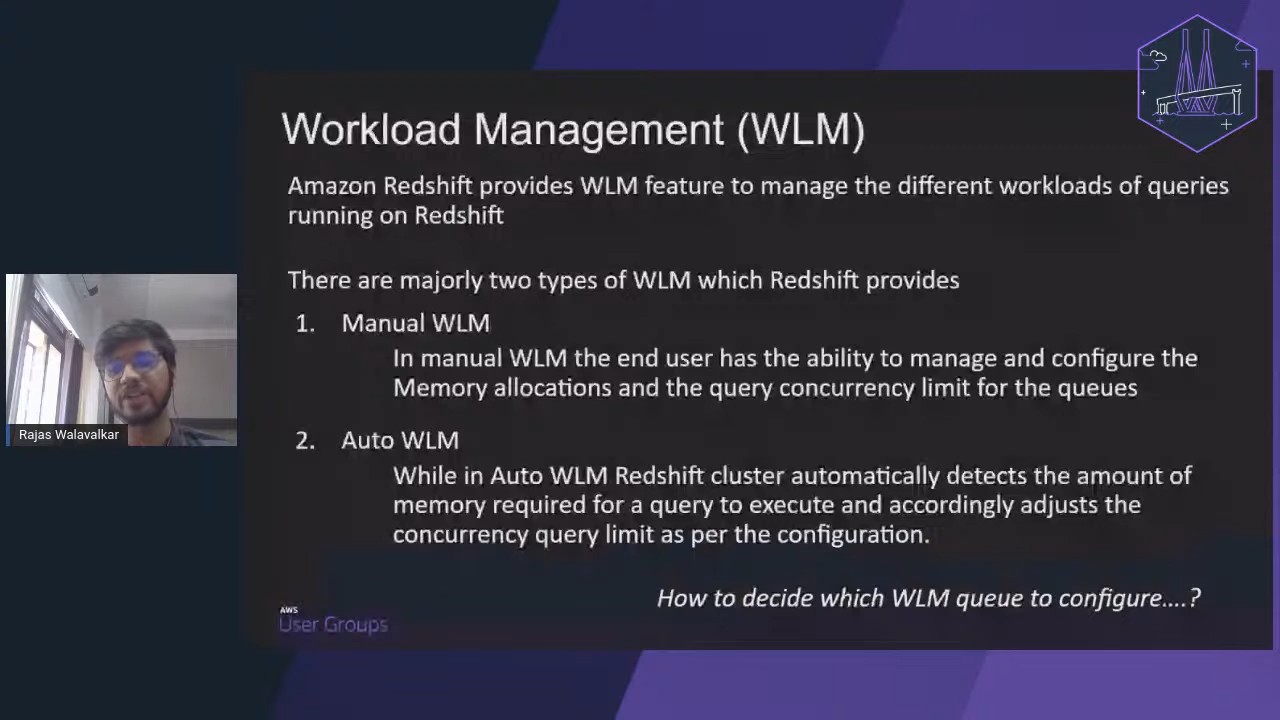 Workload Management (WLM)
Amazon Redshift provides WLM feature to manage the different workloads of queries
running on Redshift
There are majorly two types of WLM which Redshift provides
1. Manual WLM
In manual WLM the end user has the ability to manage and configure the
Memory allocations and the query concurrency limit for the queues
2. Auto WLM
While in Auto WLM Redshift cluster automatically detects the amount of
memory required for a query to execute and accordingly adjusts the
concurrency query limit as per the configuration.
How to decide which WLM queue to configure....?
AWS
User Groups
Rajas Walavalkar